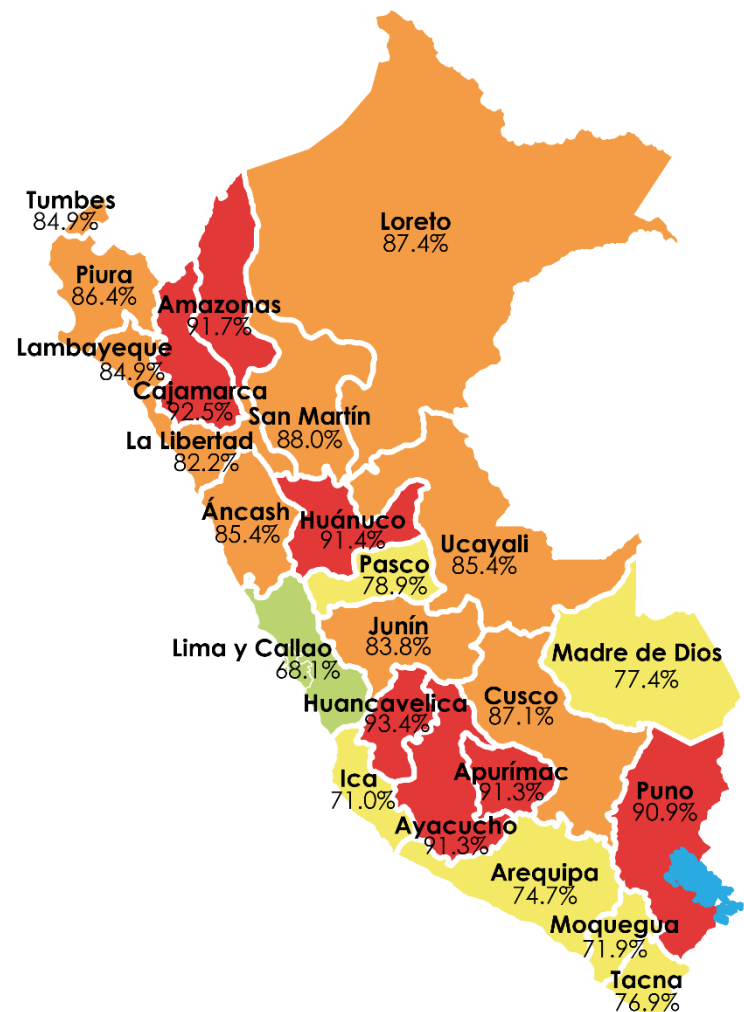 Tumbes
84.9%
Loreto
87.4%
Piura
86.4%
Amazonas
91.7%
Lambayeque
84.9%
Cajamarca
92.5%
San Martín
88.0%
La Libertad
82.2%
Áncash
85.4%
Huánuco
91.4%
Ucayali
85.4%
Pasco
78.9%
Junín
83.8%
Lima y Callao
68.1%
Madre de Dios
77.4%
Huancavelica
93.4%
Cusco
87.1%
Ica
71.0%
Apurímac
91.3%
Puno
90.9%
Ayacucho
91.3%
Arequipa
74.7%
Moquegua
71.9%
Tacna
76.9%